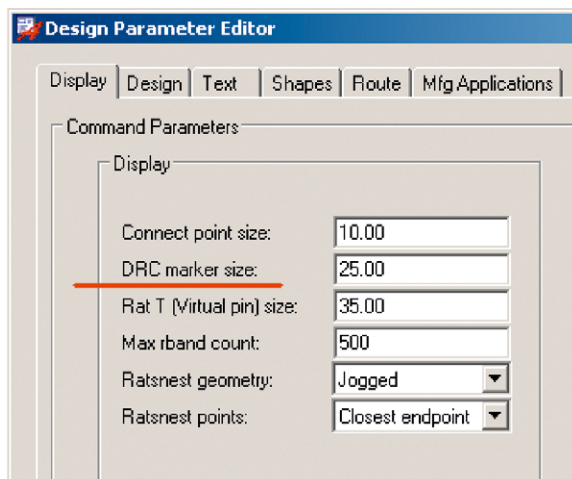 Design Parameter Editor
Display Design Text Shapes Route Mfg Applications
Command Parameters
Display
Connect point size: 10.00
DRC marker size: 25.00
Rat T (Virtual pin) size: 35.00
Max rband count: 500
Ratsnest geometry: Jogged
Ratsnest points: Closest endpoint